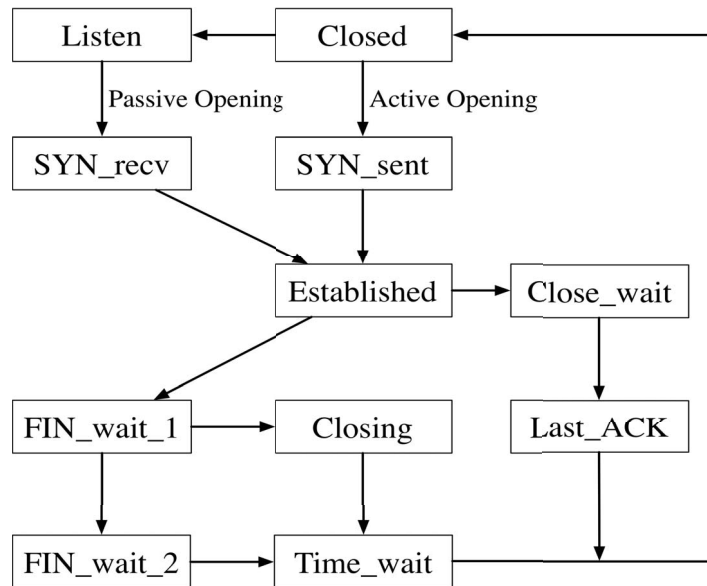 Listen
Closed
Passive Opening
Active Opening
SYN_recv
SYN_sent
Established
Close_wait
FIN_wait_1
Closing
Last_ACK
FIN_wait_2
Time_wait